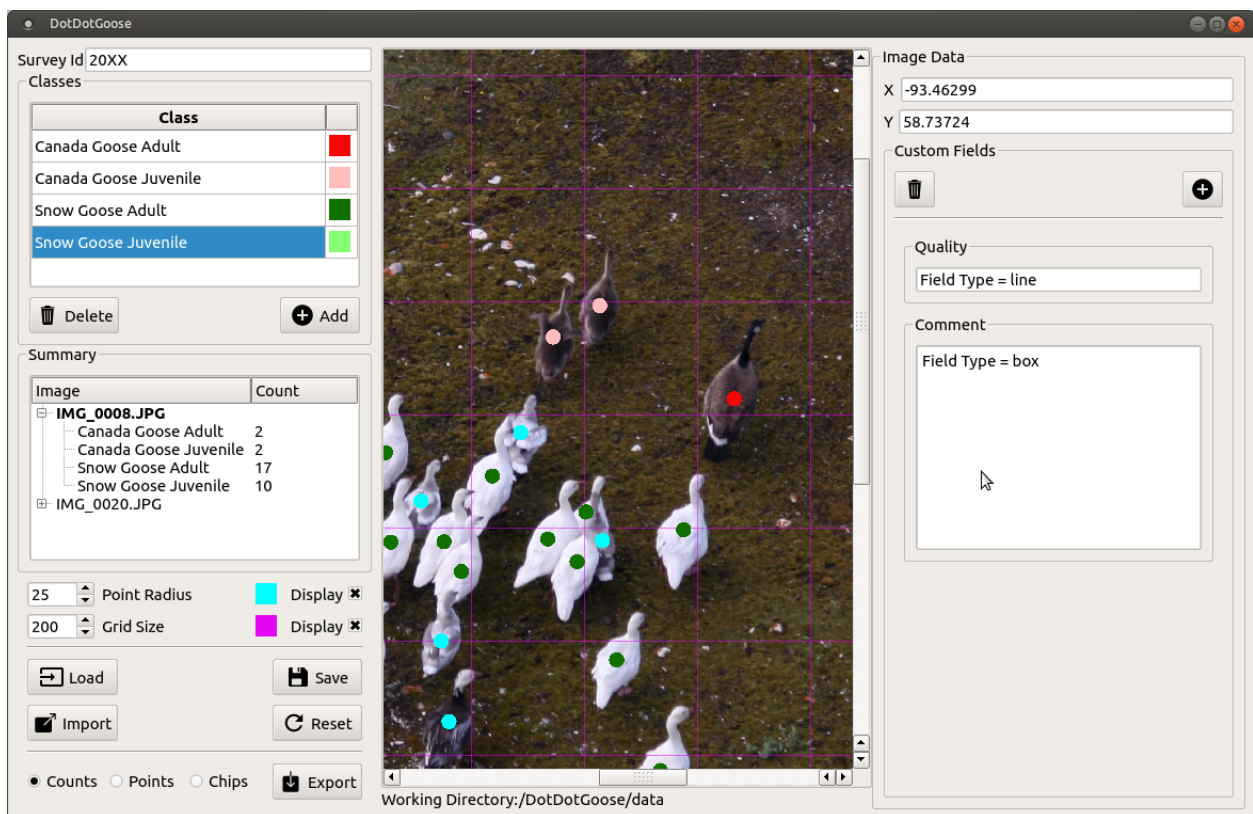 DotDotGoose
Survey Id 20XX
Classes
Class
Canada Goose Adult
Canada Goose Juvenile
Snow Goose Adult
Snow Goose Juvenile
Delete
Add
Summary
Image Count
IMG_0008.JPG
Canada Goose Adult 2
Canada Goose Juvenile 2
Snow Goose Adult 17
Snow Goose Juvenile 10
IMG_0020.JPG
25 Point Radius Display
200 Grid Size Display
Load Save
Import Reset
Counts Points Chips Export
Working Directory:/DotDotGoose/data
Image Data
X -93.46299
Y 58.73724
Custom Fields
Quality
Field Type = line
Comment
Field Type = box